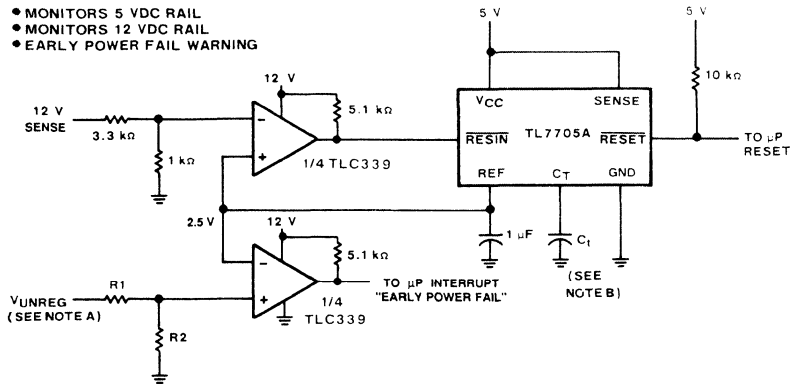 • MONITORS 5 VDC RAIL
• MONITORS 12 VDC RAIL
• EARLY POWER FAIL WARNING
5 V
5 V
12 V
12 V
SENSE
3.3 kΩ
1 kΩ
5.1 kΩ
1/4 TLC339
VCC
SENSE
RESIN
TL7705A
RESET
REF
CT
GND
10 kΩ
TO µP
RESET
2.5 V
12 V
5.1 kΩ
1 µF
Ct
(SEE
NOTE B)
VUNREG
(SEE NOTE A)
R1
R2
1/4
TLC339
TO µP INTERRUPT
"EARLY POWER FAIL"